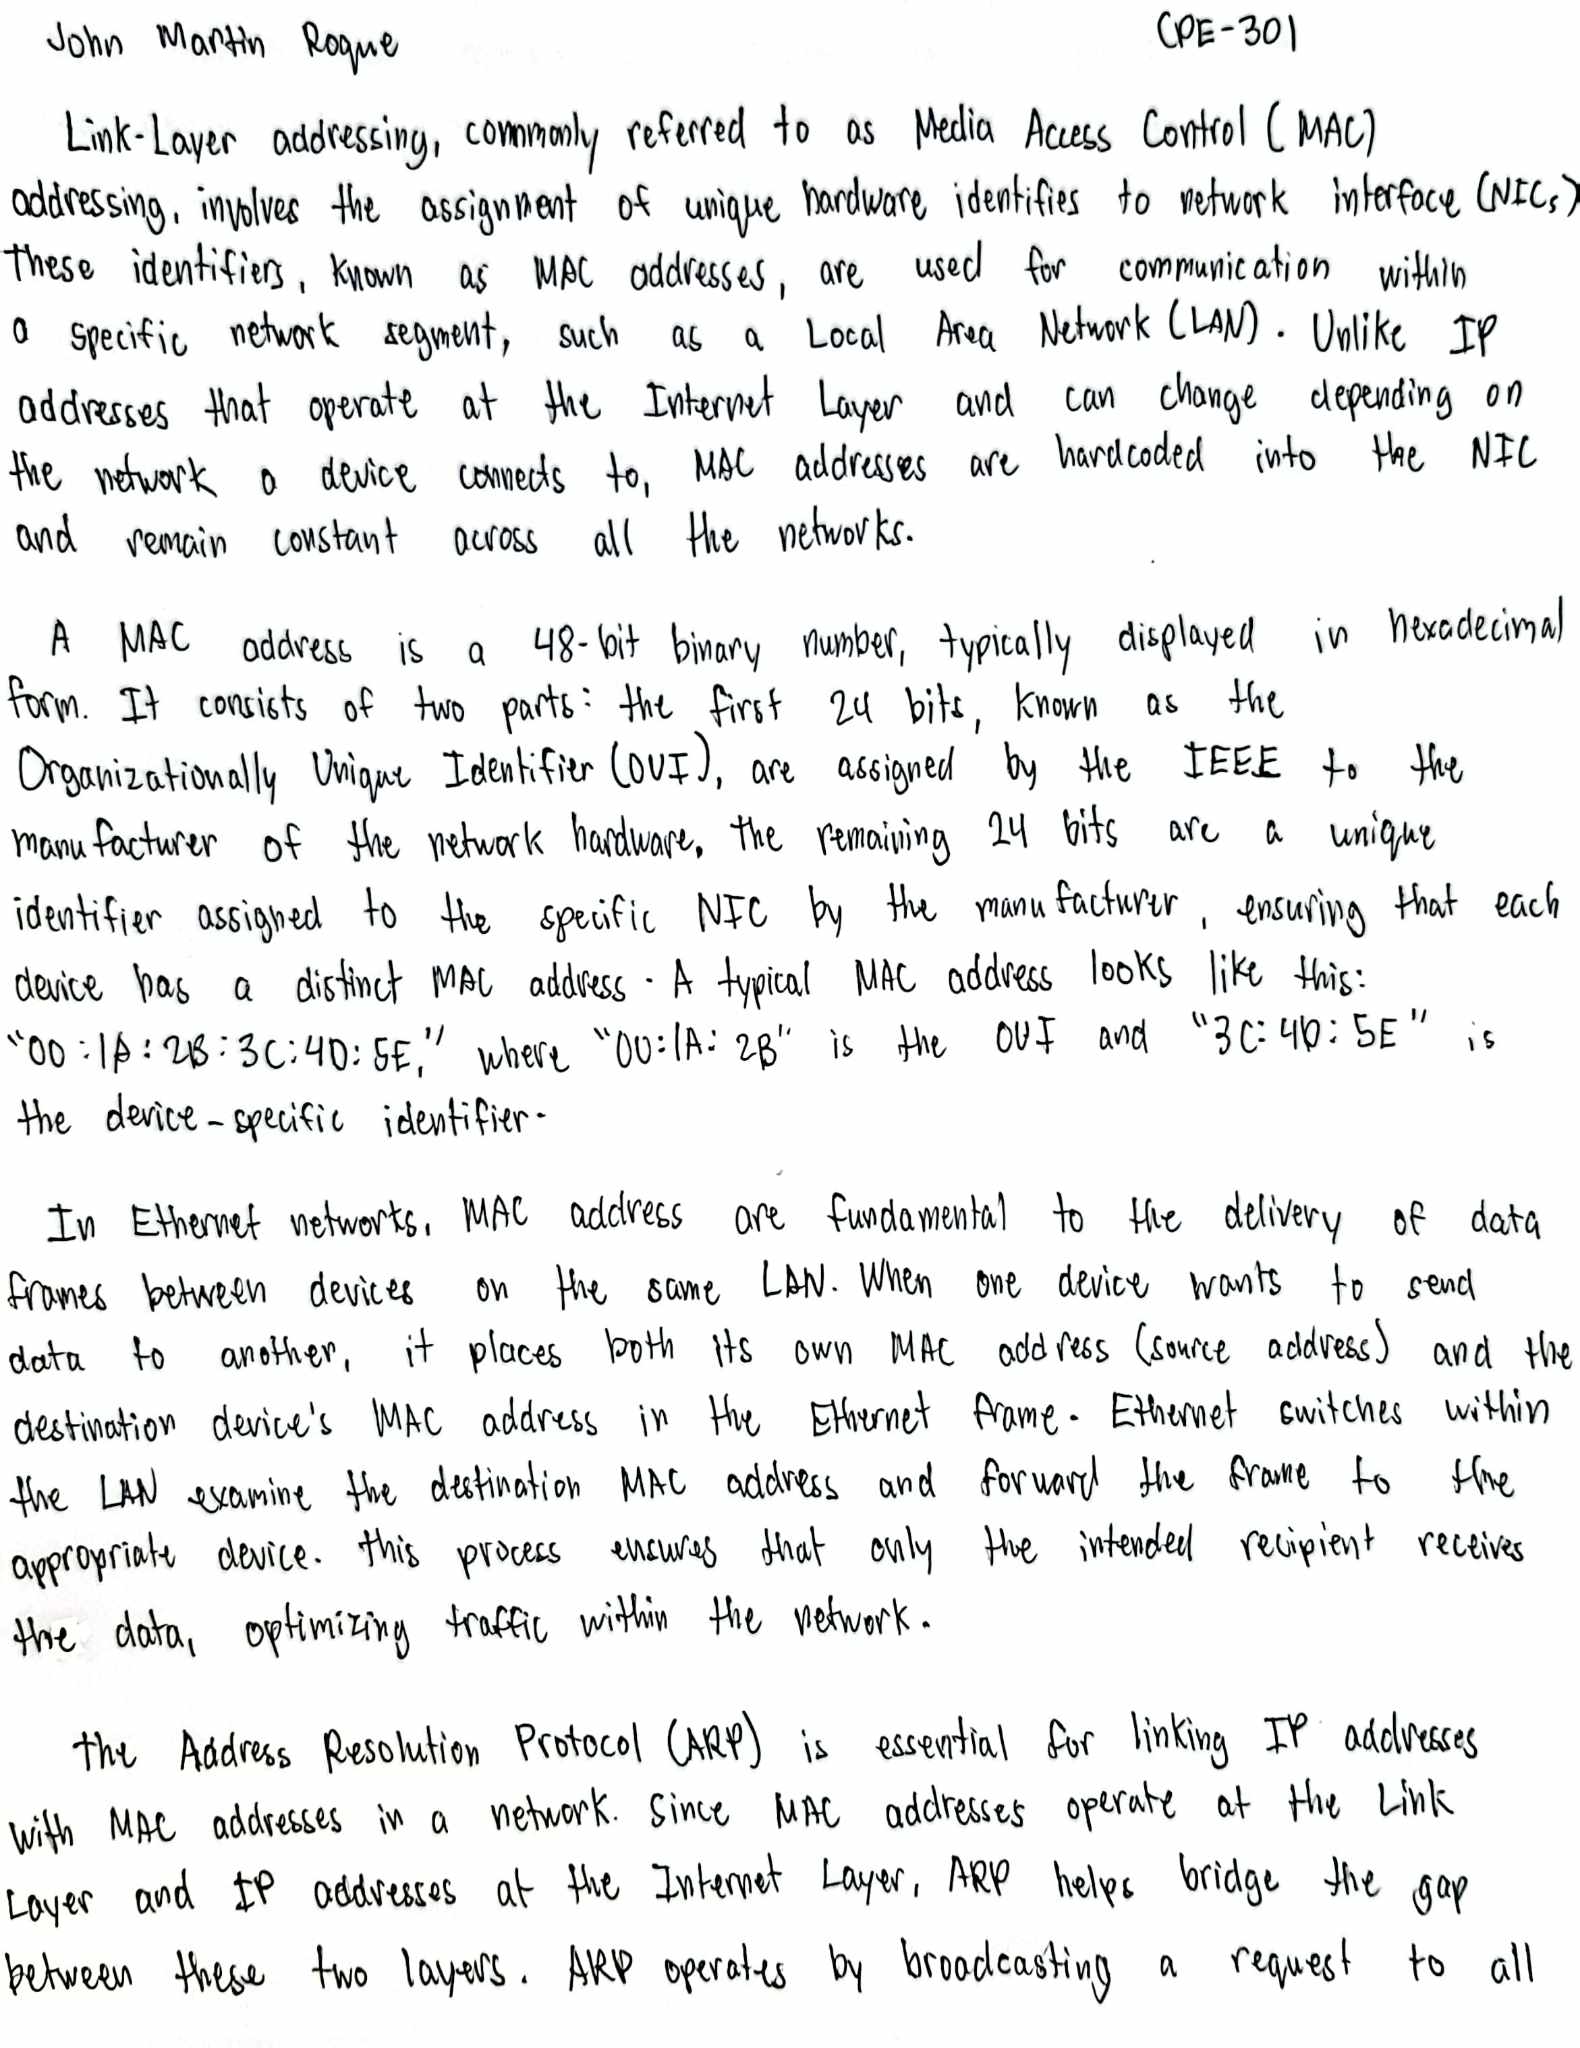 John Martin Roque CPE-301
Link-Layer addressing, commonly referred to as Media Access Control (MAC)
addressing, involves the assignment of unique hardware identifies to network interface (NICs)
These identifiers, known as MAC addresses, are used for communication within
a specific network segment, such as a Local Area Network (LAN). Unlike IP
addresses that operate at the Internet Layer and can change depending on
the network a device connects to, MAC addresses are hardcoded into the NIC
and remain constant across all the networks.
A MAC address is a 48-bit binary number, typically displayed in hexadecimal
form. It consists of two parts: the first 24 bits, known as the
Organizationally Unique Identifier (OUI), are assigned by the IEEE to the
manufacturer of the network hardware, the remaining 24 bits are a unique
identifier assigned to the specific NIC by the manufacturer, ensuring that each
device has a distinct MAC address. A typical MAC address looks like this:
"00:1A:2B:3C:4D:5E," where "00:1A:2B" is the OUI and "3C:4D:5E" is
the device-specific identifier.
In Ethernet networks, MAC address are fundamental to the delivery of data
frames between devices on the same LAN. When one device wants to send
data to another, it places both its own MAC address (source address) and the
destination device's MAC address in the Ethernet frame. Ethernet switches within
the LAN examine the destination MAC address and forward the frame to the
appropriate device. this process ensures that only the intended recipient receives
the data, optimizing traffic within the network.
the Address Resolution Protocol (ARP) is essential for linking IP addresses
with MAC addresses in a network. Since MAC addresses operate at the Link
Layer and IP addresses at the Internet Layer, ARP helps bridge the gap
between these two layers. ARP operates by broadcasting a request to all